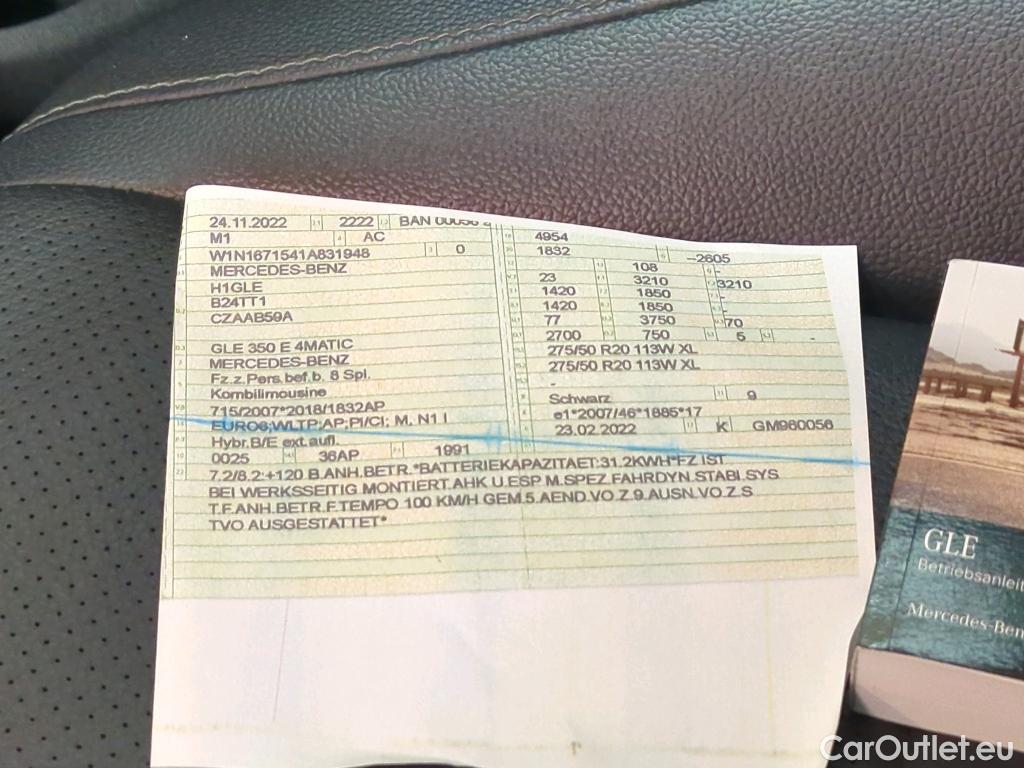 24.11.2022 2222 BAN
M1 AC
W1N1671541A831948 0
MERCEDES-BENZ
H1GLE
B24TT1
CZAAB59A
GLE 350 E 4MATIC
MERCEDES-BENZ
Fz.z.Pers.bef.b. 8 Spl.
Kombilimousine
715/2007*2018/1832AP
EURO6;WLTP;AP;PI/CI; M, N1 I
Hybr.B/E ext.aufl.
0025 36AP 1991
4954
1832 –2605
108 -
23 3210 3210
1420 1850 -
1420 1850 -
77 3750 70
2700 750 5 -
275/50 R20 113W XL
275/50 R20 113W XL
-
Schwarz 9
e1*2007/46*1885*17
23.02.2022 K GM960056
7.2/8.2:+120 B.ANH.BETR.*BATTERIEKAPAZITAET:31.2KWH*FZ IST
BEI WERKSSEITIG MONTIERT.AHK U.ESP M.SPEZ.FAHRDYN.STABI.SYS
T.F.ANH.BETR.F.TEMPO 100 KM/H GEM.5.AEND.VO.Z.9.AUSN.VO.Z.S
TVO AUSGESTATTET*
GLE
Mercedes-Ben
CarOutlet.eu